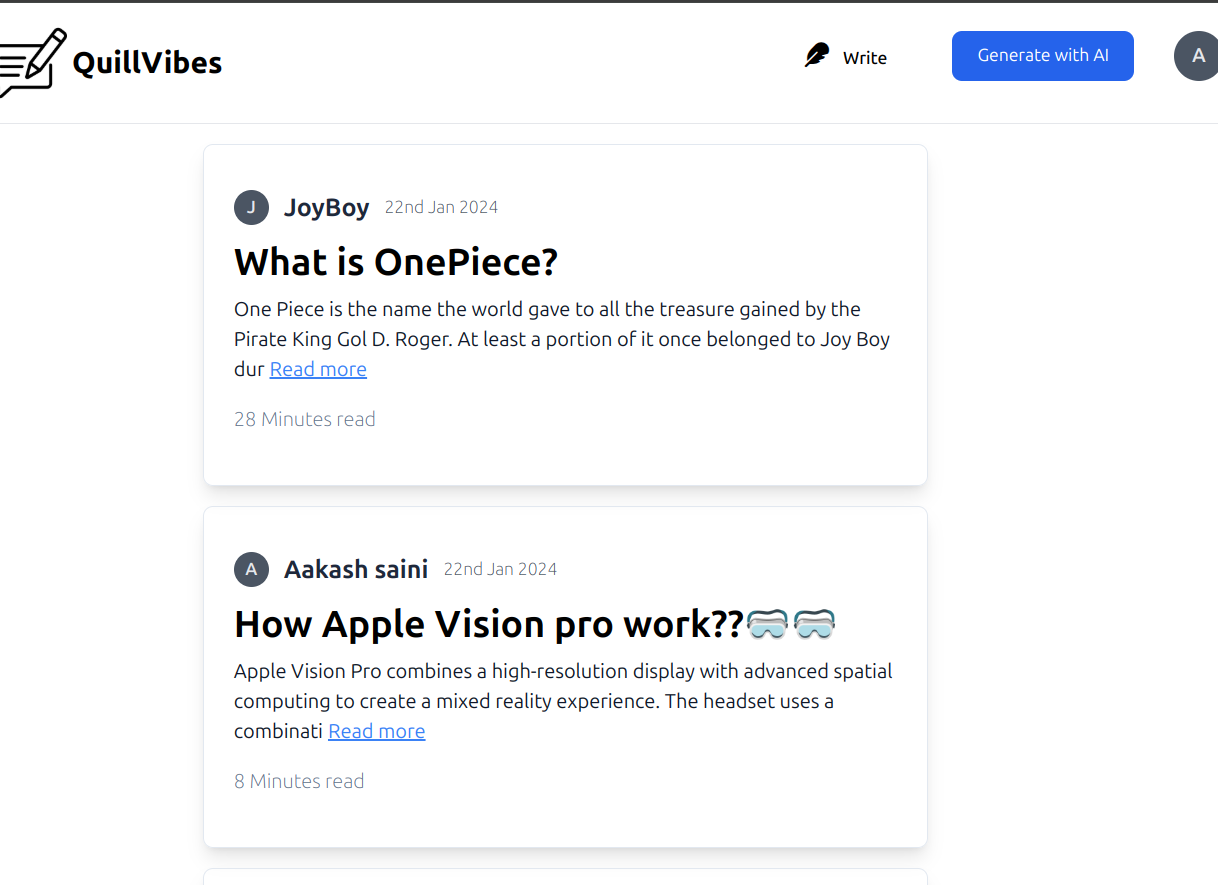 QuillVibes
Write
Generate with AI
A
J
JoyBoy 22nd Jan 2024
What is OnePiece?
One Piece is the name the world gave to all the treasure gained by the
Pirate King Gol D. Roger. At least a portion of it once belonged to Joy Boy
dur Read more
28 Minutes read
A
Aakash saini 22nd Jan 2024
How Apple Vision pro work??🥽🥽
Apple Vision Pro combines a high-resolution display with advanced spatial
computing to create a mixed reality experience. The headset uses a
combinati Read more
8 Minutes read